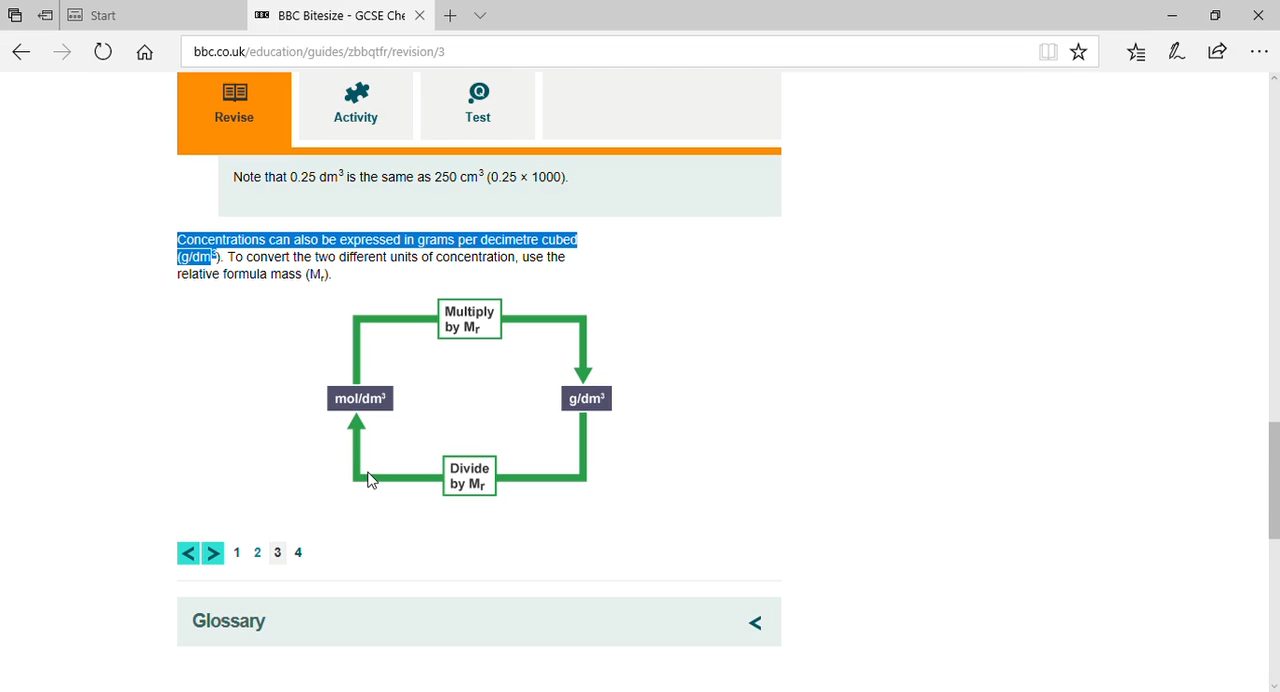 Start
BBC BBC Bitesize - GCSE Che
bbc.co.uk/education/guides/zbbqtfr/revision/3
Revise
Activity
Q
Test
Note that 0.25 dm³ is the same as 250 cm³ (0.25 × 1000).
Concentrations can also be expressed in grams per decimetre cubed
(g/dm³). To convert the two different units of concentration, use the
relative formula mass (Mr).
Multiply
by Mr
mol/dm³
g/dm³
Divide
by Mr
< > 1 2 3 4
Glossary <